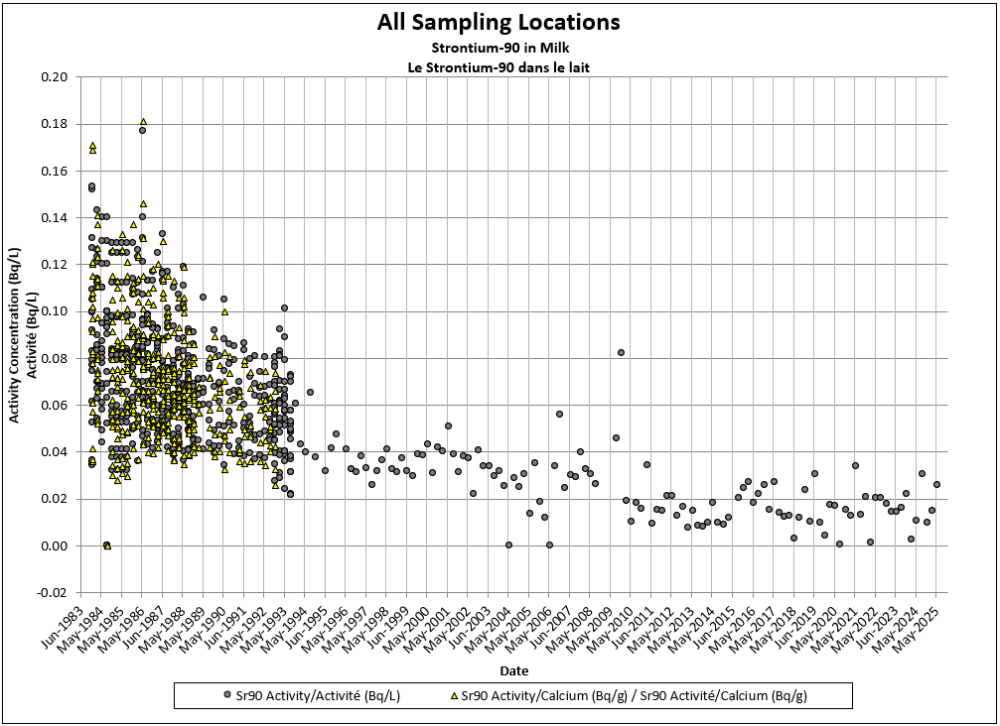 All Sampling Locations
Strontium-90 in Milk
Le Strontium-90 dans le lait
Activity Concentration (Bq/L)
Activité (Bq/L)
0.20
0.18
0.16
0.14
0.12
0.10
0.08
0.06
0.04
0.02
0.00
-0.02
Jun-1983
May-1984
May-1985
May-1986
Jun-1987
May-1988
May-1989
May-1990
Jun-1991
May-1992
May-1993
May-1994
Jun-1995
May-1996
May-1997
May-1998
Jun-1999
May-2000
May-2001
May-2002
Jun-2003
May-2004
May-2005
May-2006
Jun-2007
May-2008
May-2009
May-2010
Jun-2011
May-2012
May-2013
May-2014
Jun-2015
May-2016
May-2017
May-2018
Jun-2019
May-2020
May-2021
May-2022
Jun-2023
May-2024
May-2025
Date
Sr90 Activity/Activité (Bq/L) Sr90 Activity/Calcium (Bq/g) / Sr90 Activité/Calcium (Bq/g)